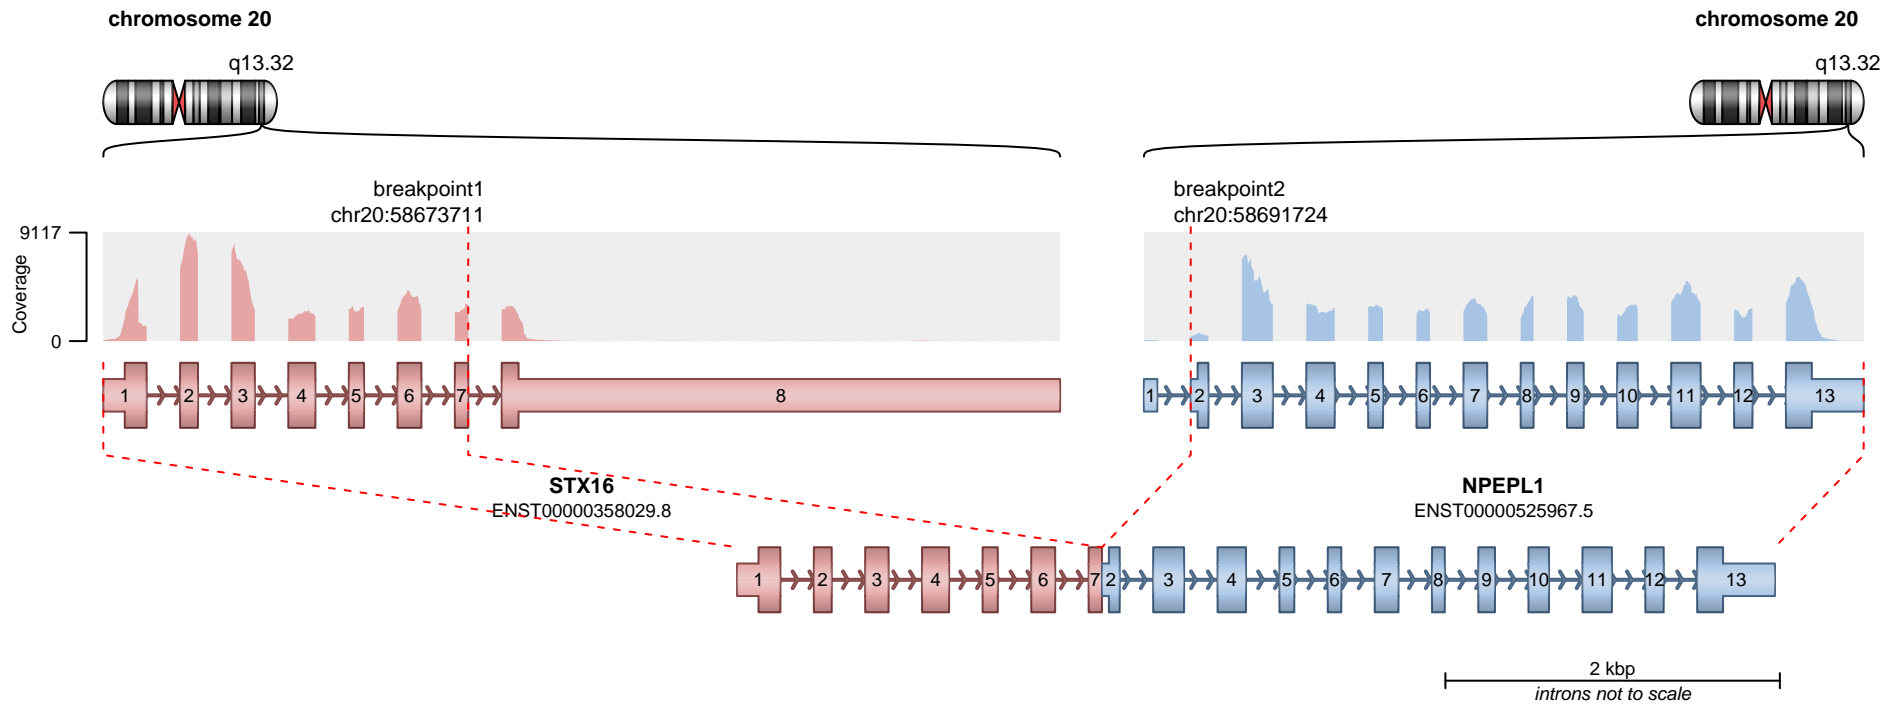 chromosome 20
chromosome 20
q13.32
q13.32
breakpoint1
chr20:58673711
breakpoint2
chr20:58691724
9117
Coverage
0
1 2 3 4 5 6 7 8
1 2 3 4 5 6 7 8 9 10 11 12 13
STX16
ENST00000358029.8
NPEPL1
ENST00000525967.5
1 2 3 4 5 6 7 2 3 4 5 6 7 8 9 10 11 12 13
2 kbp
introns not to scale